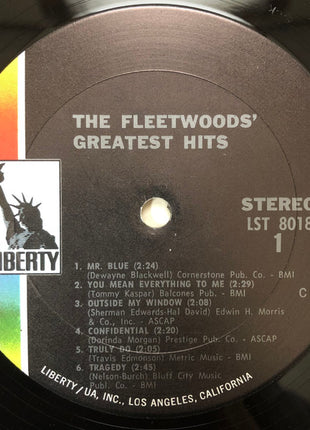 THE FLEETWOODS'
GREATEST HITS
LIBERTY
STEREO
LST 8018
1
1. MR. BLUE (2:24)
(Dewayne Blackwell) Cornerstone Pub. Co. - BMI
2. YOU MEAN EVERYTHING TO ME (2:29)
(Tommy Kaspar) Balcones Pub. - BMI
3. OUTSIDE MY WINDOW (2:08)
(Sherman Edwards-Hal David) Edwin H. Morris
& Co., Inc. - ASCAP
4. CONFIDENTIAL (2:20)
(Dorinda Morgan) Prestige Pub. Co. - ASCAP
5. TRULY DO (2:05)
(Travis Edmonson) Metric Music - BMI
6. TRAGEDY (2:45)
(Nelson-Burch) Bluff City Music
Pub. Co. - BMI
LIBERTY/UA, INC., LOS ANGELES, CALIFORNIA